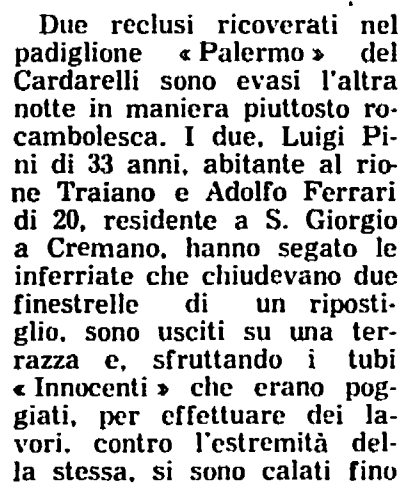 Due reclusi ricoverati nel
padiglione « Palermo » del
Cardarelli sono evasi l'altra
notte in maniera piuttosto ro-
cambolesca. I due, Luigi Pi-
ni di 33 anni, abitante al rio-
ne Traiano e Adolfo Ferrari
di 20, residente a S. Giorgio
a Cremano, hanno segato le
inferriate che chiudevano due
finestrelle di un riposti-
glio, sono usciti su una ter-
razza e, sfruttando i tubi
« Innocenti » che erano pog-
giati, per effettuare dei la-
vori, contro l'estremità del-
la stessa, si sono calati fino